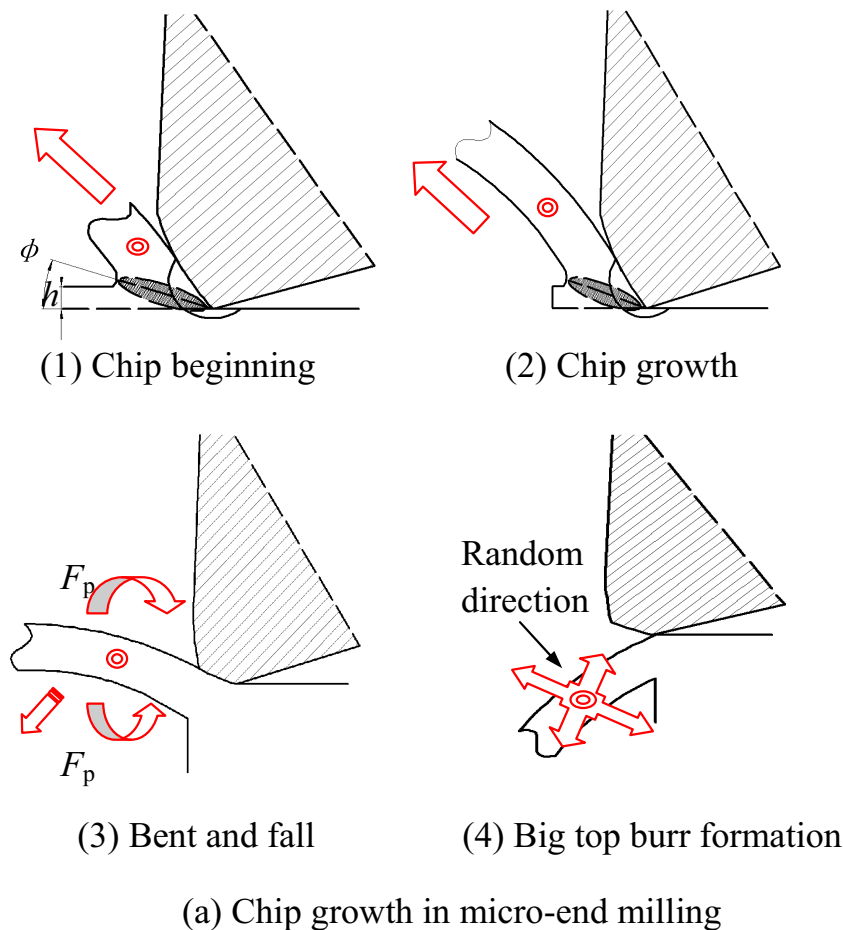 ϕ
h
(1) Chip beginning
(2) Chip growth
Fp
Fp
Random
direction
(3) Bent and fall
(4) Big top burr formation
(a) Chip growth in micro-end milling